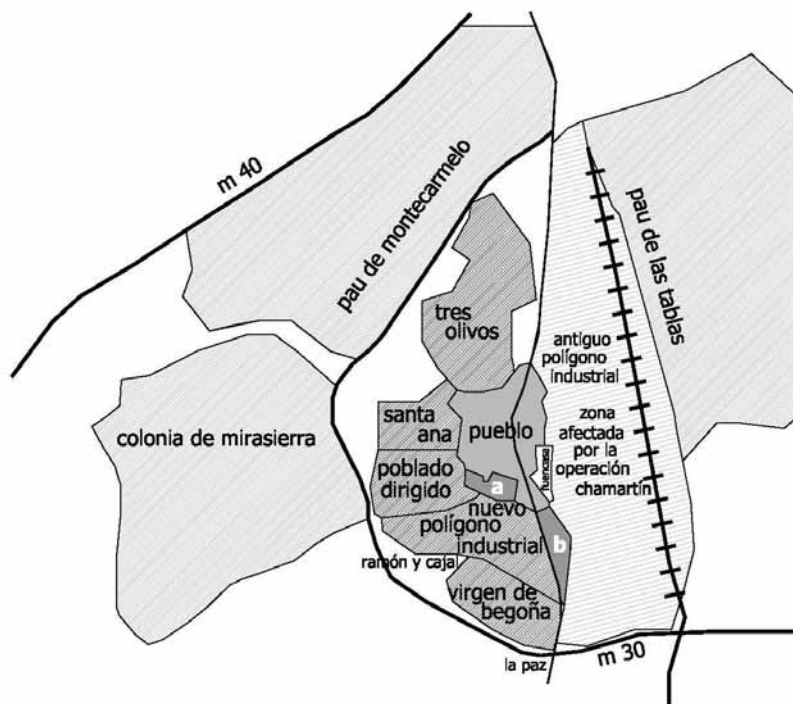 m 40
pau de montecarmelo
pau de las tablas
tres
olivos
antiguo
polígono
industrial
colonia de mirasierra
santa
ana
pueblo
zona
afectada
por la
operación
chamartín
huencasa
poblado
dirigido
a
nuevo
polígono
industrial
b
ramón y cajal
virgen de
begoña
la paz
m 30